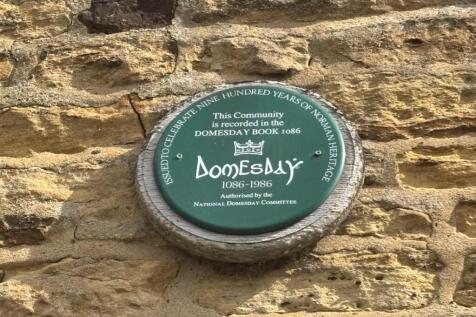 ISSUED TO CELEBRATE NINE HUNDRED YEARS OF NORMAN HERITAGE
This Community
is recorded in the
DOMESDAY BOOK 1086
DOMESDAY
1086-1986
Authorised by the
NATIONAL DOMESDAY COMMITTEE